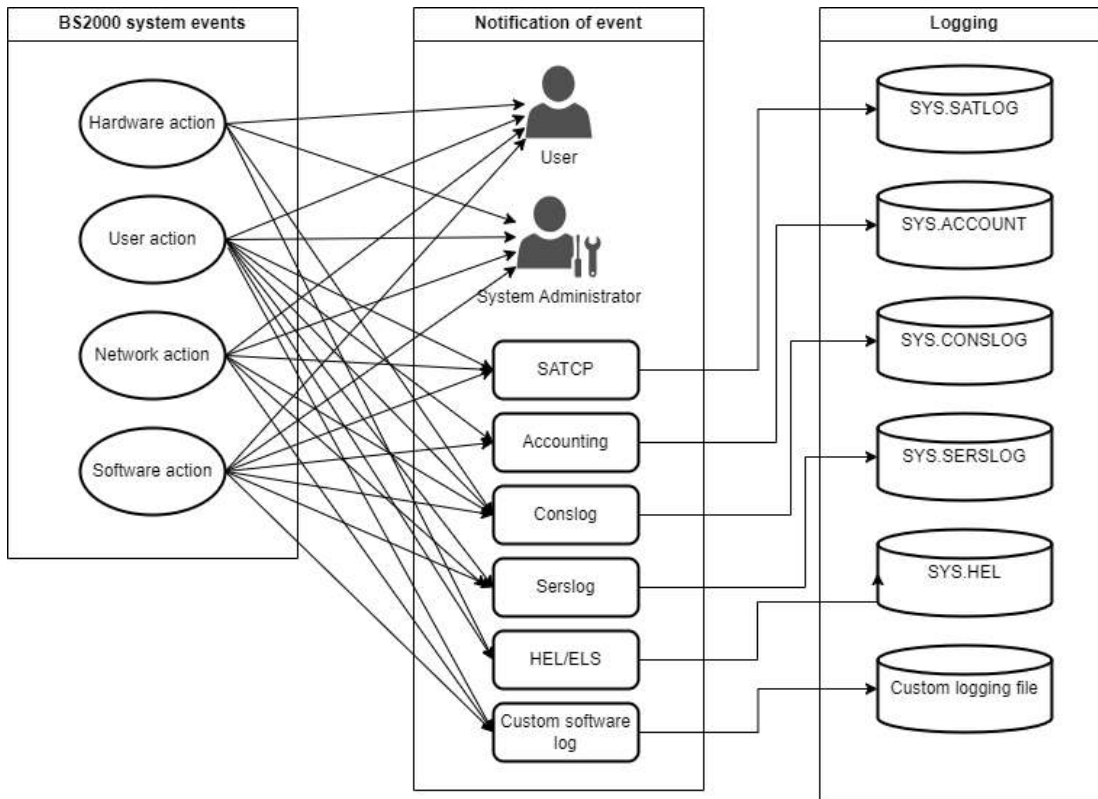 BS2000 system events
Notification of event
Logging
Hardware action
User action
Network action
Software action
User
System Administrator
SATCP
Accounting
Conslog
Serslog
HEL/ELS
Custom software
log
SYS.SATLOG
SYS.ACCOUNT
SYS.CONSLOG
SYS.SERSLOG
SYS.HEL
Custom logging file